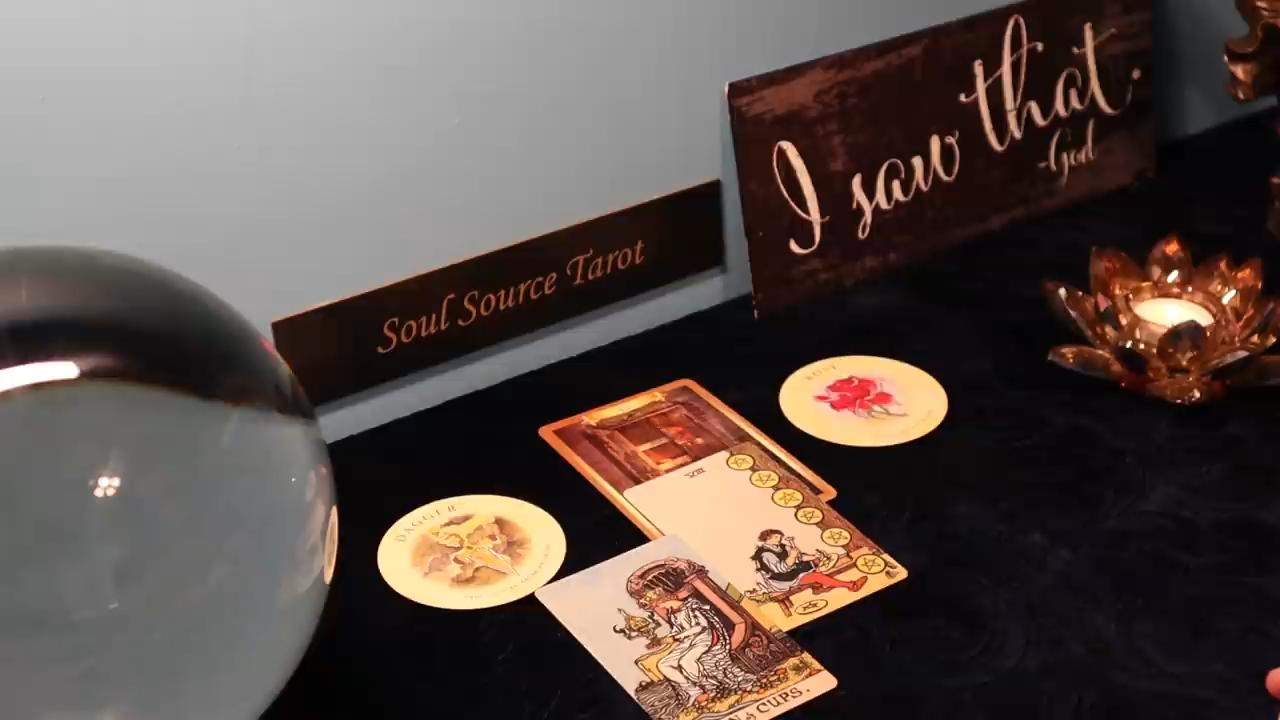 I saw that.
-God
Soul Source Tarot
ROSE
VIII
DAGGER
CUPS.